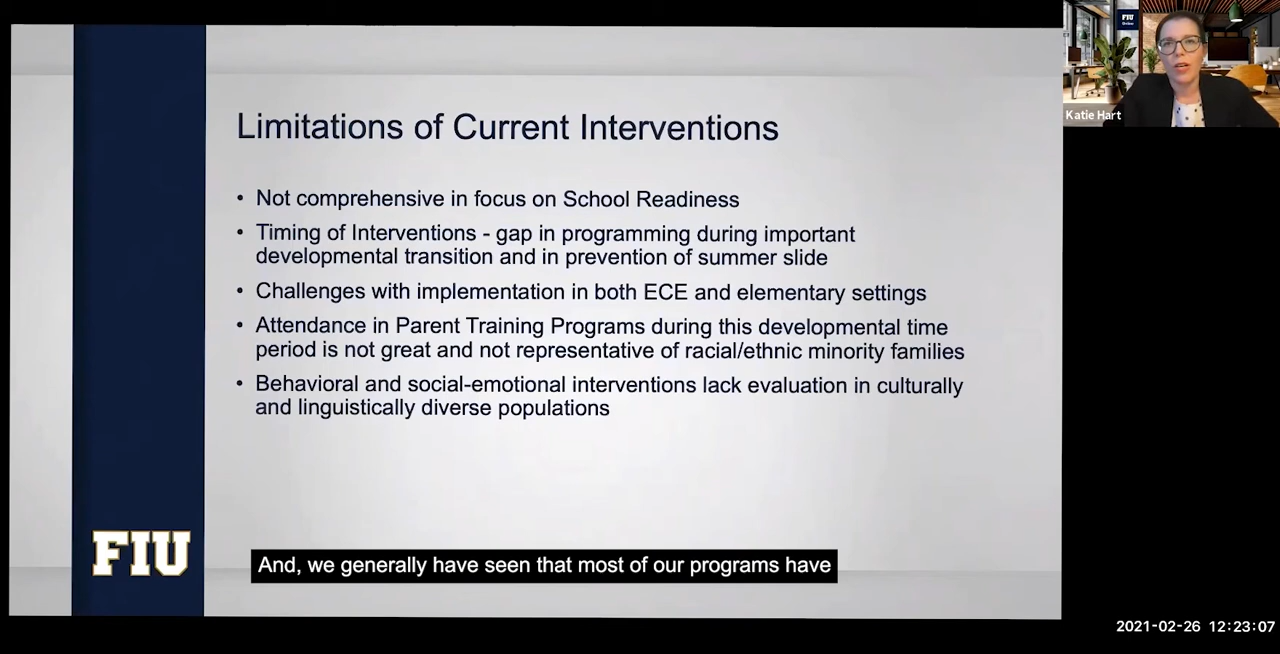 FIU
Katie Hart
Limitations of Current Interventions
• Not comprehensive in focus on School Readiness
• Timing of Interventions - gap in programming during important
developmental transition and in prevention of summer slide
• Challenges with implementation in both ECE and elementary settings
• Attendance in Parent Training Programs during this developmental time
period is not great and not representative of racial/ethnic minority families
• Behavioral and social-emotional interventions lack evaluation in culturally
and linguistically diverse populations
FIU
And, we generally have seen that most of our programs have
2021-02-26 12:23:07